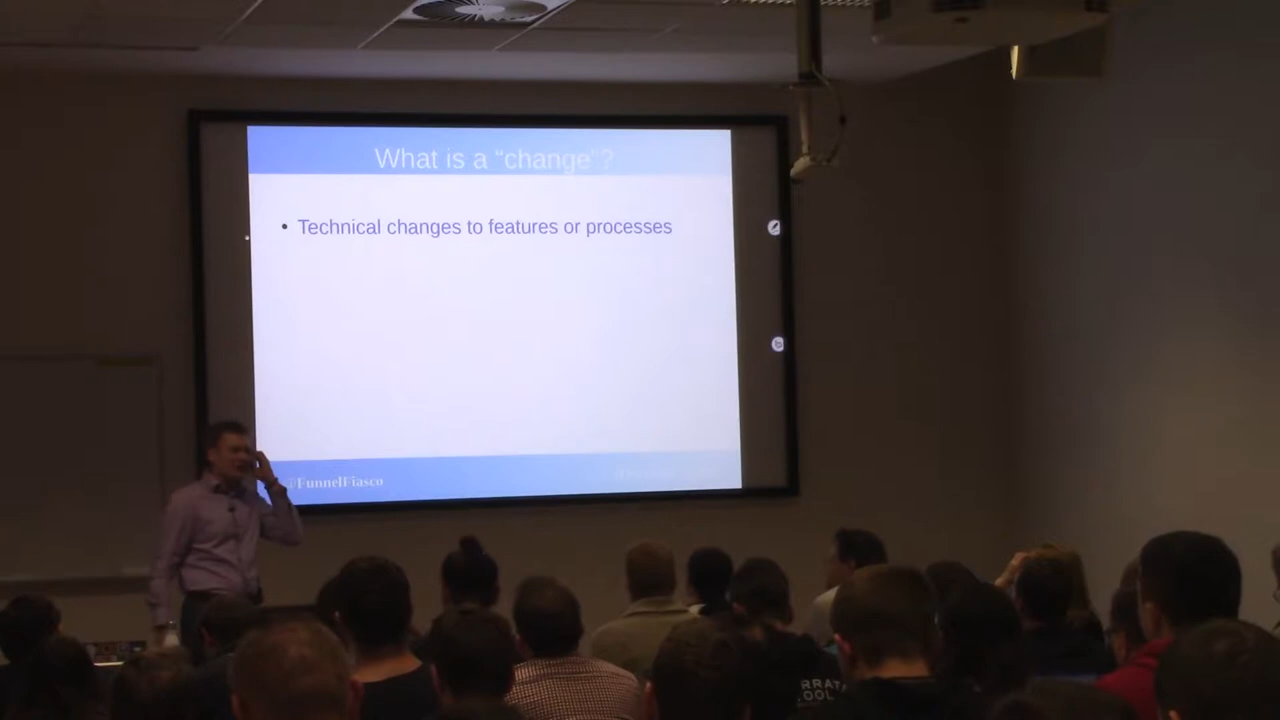 What is a “change”?
• Technical changes to features or processes
@FunnelFiasco